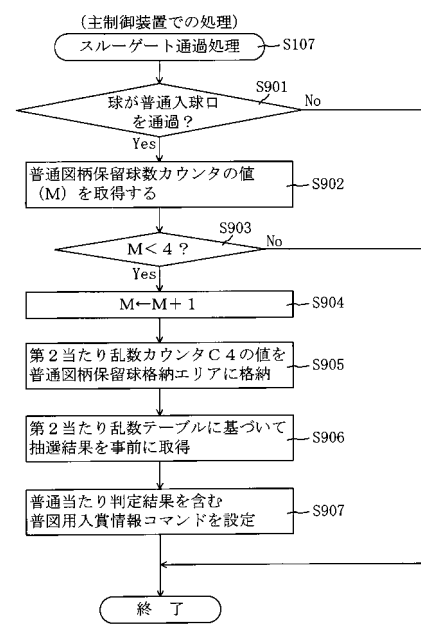 (主制御装置での処理)
スルーゲート通過処理
S107
S901
球が普通入球口
を通過？
No
Yes
普通図柄保留球数カウンタの値
（M）を取得する
S902
S903
M＜4？
No
Yes
M←M＋1
S904
第2当たり乱数カウンタC4の値を
普通図柄保留球格納エリアに格納
S905
第2当たり乱数テーブルに基づいて
抽選結果を事前に取得
S906
普通当たり判定結果を含む
普図用入賞情報コマンドを設定
S907
終 了